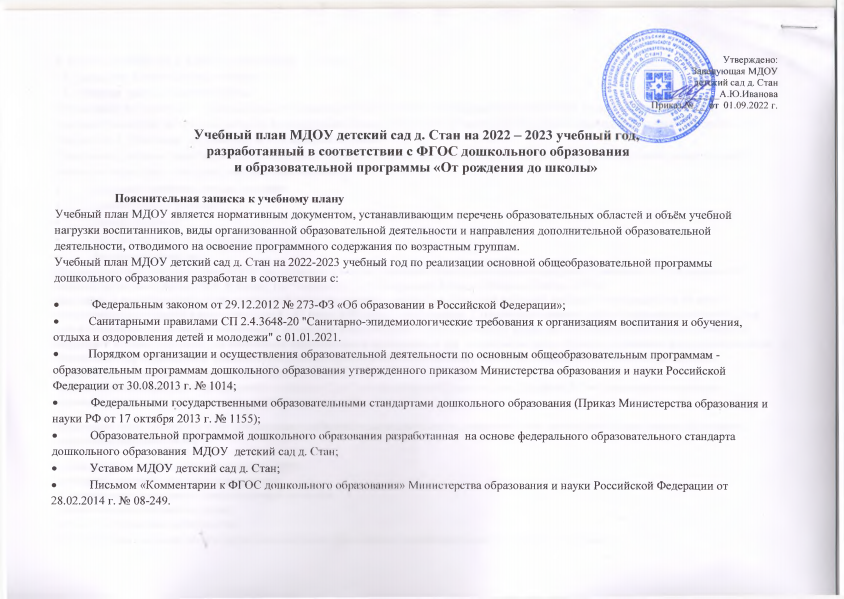 Утверждено:
Заведующая МДОУ
детский сад д. Стан
А.Ю.Иванова
Приказ № от 01.09.2022 г.
Учебный план МДОУ детский сад д. Стан на 2022 – 2023 учебный год,
разработанный в соответствии с ФГОС дошкольного образования
и образовательной программы «От рождения до школы»
Пояснительная записка к учебному плану
Учебный план МДОУ является нормативным документом, устанавливающим перечень образовательных областей и объём учебной
нагрузки воспитанников, виды организованной образовательной деятельности и направления дополнительной образовательной
деятельности, отводимого на освоение программного содержания по возрастным группам.
Учебный план МДОУ детский сад д. Стан на 2022-2023 учебный год по реализации основной общеобразовательной программы
дошкольного образования разработан в соответствии с:
• Федеральным законом от 29.12.2012 № 273-ФЗ «Об образовании в Российской Федерации»;
• Санитарными правилами СП 2.4.3648-20 "Санитарно-эпидемиологические требования к организациям воспитания и обучения,
отдыха и оздоровления детей и молодежи" с 01.01.2021.
• Порядком организации и осуществления образовательной деятельности по основным общеобразовательным программам -
образовательным программам дошкольного образования утвержденного приказом Министерства образования и науки Российской
Федерации от 30.08.2013 г. № 1014;
• Федеральными государственными образовательными стандартами дошкольного образования (Приказ Министерства образования и
науки РФ от 17 октября 2013 г. № 1155);
• Образовательной программой дошкольного образования разработанная на основе федерального образовательного стандарта
дошкольного образования МДОУ детский сад д. Стан;
• Уставом МДОУ детский сад д. Стан;
• Письмом «Комментарии к ФГОС дошкольного образования» Министерства образования и науки Российской Федерации от
28.02.2014 г. № 08-249.